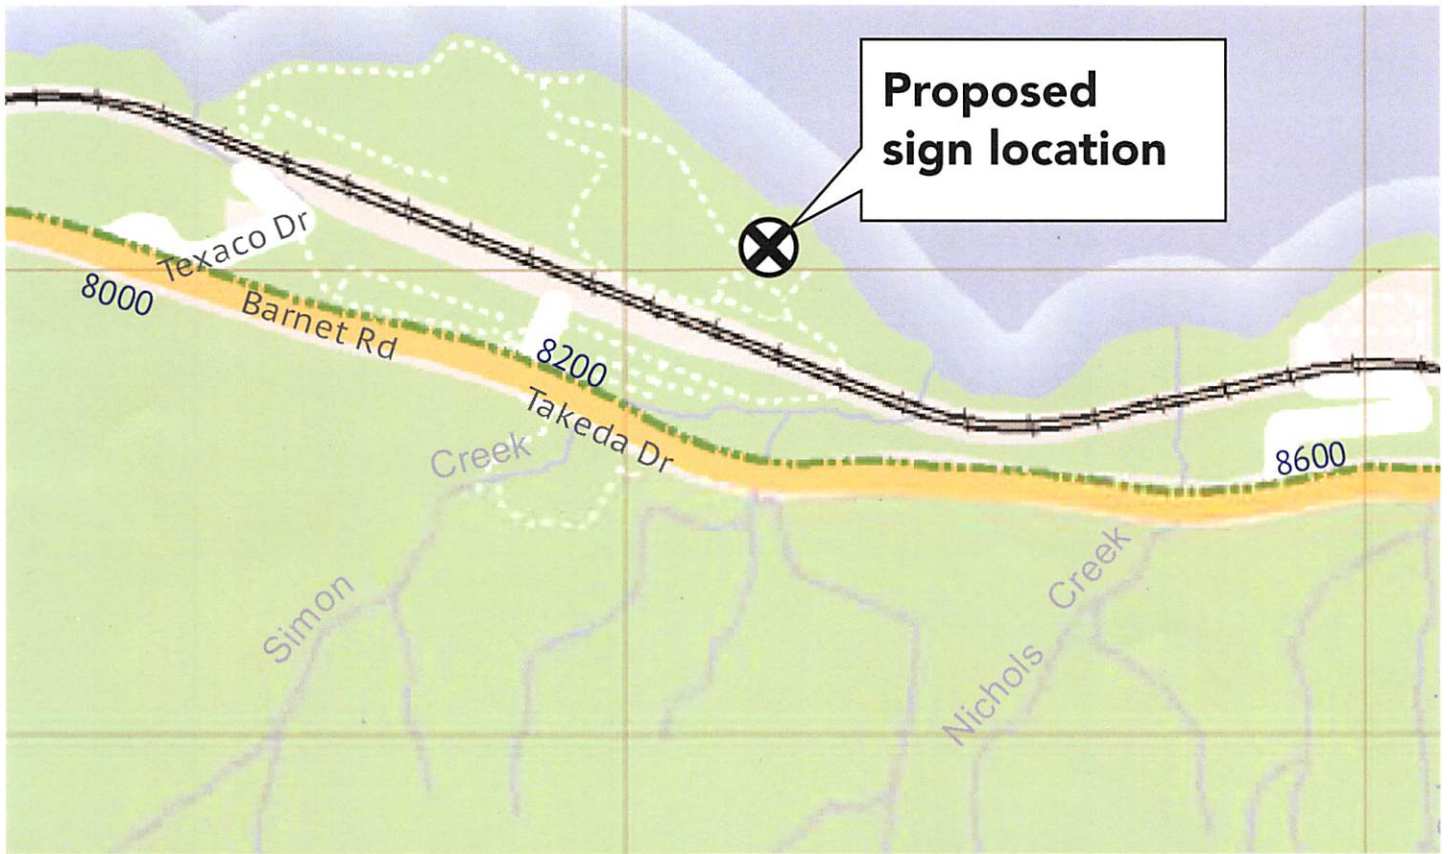 Proposed
sign location
Texaco Dr
8000
Barnet Rd
8200
Takeda Dr
Creek
8600
Simon
Creek
Nichols